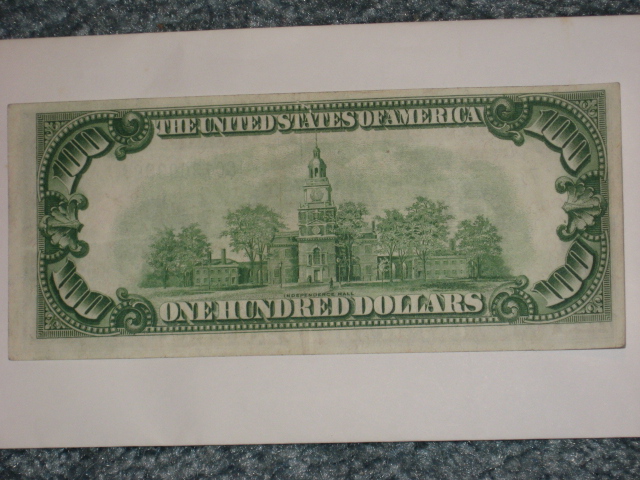 THE UNITED STATES OF AMERICA
100
100
INDEPENDENCE HALL
ONE HUNDRED DOLLARS
100
100